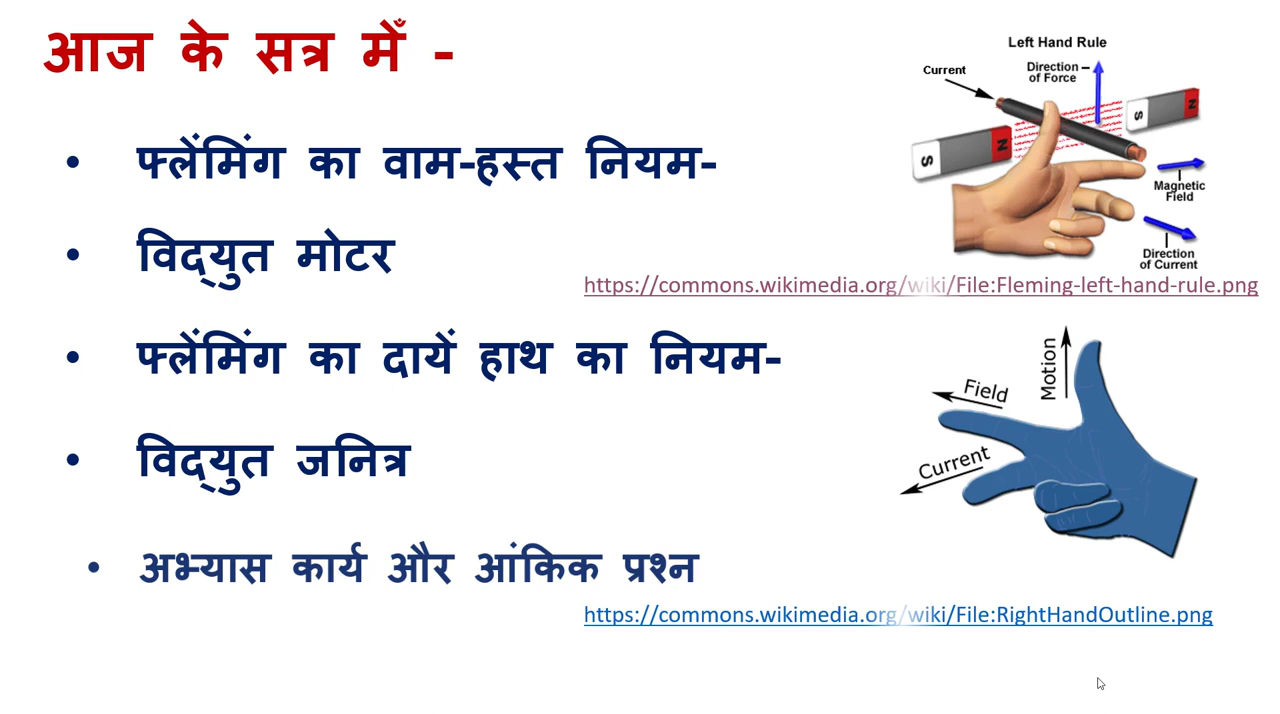 आज के सत्र में ँ -
• फ्लेंमिंग का वाम-हस्त नियम-
• विद्युत मोटर
• फ्लेंमिंग का दायें हाथ का नियम-
• विद्युत जनित्र
• अभ्यास कार्य और आंकिक प्रश्न
Left Hand Rule
Current
Direction
of Force
S
N
S
N
Magnetic
Field
Direction
of Current
https://commons.wikimedia.org/wiki/File:Fleming-left-hand-rule.png
Motion
Field
Current
https://commons.wikimedia.org/wiki/File:RightHandOutline.png